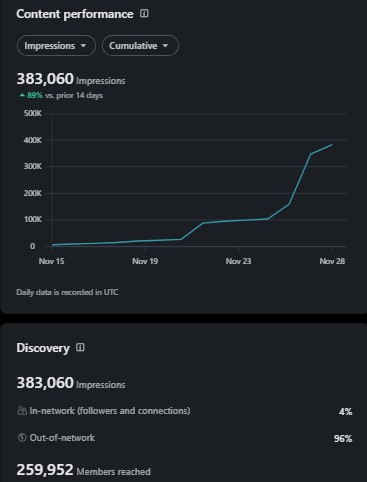 Content performance
Impressions
Cumulative
383,060 Impressions
89% vs. prior 14 days
500K
400K
300K
200K
100K
0
Nov 15 Nov 19 Nov 23 Nov 28
Daily data is recorded in UTC
Discovery
383,060 Impressions
In-network (followers and connections) 4%
Out-of-network 96%
259,952 Members reached